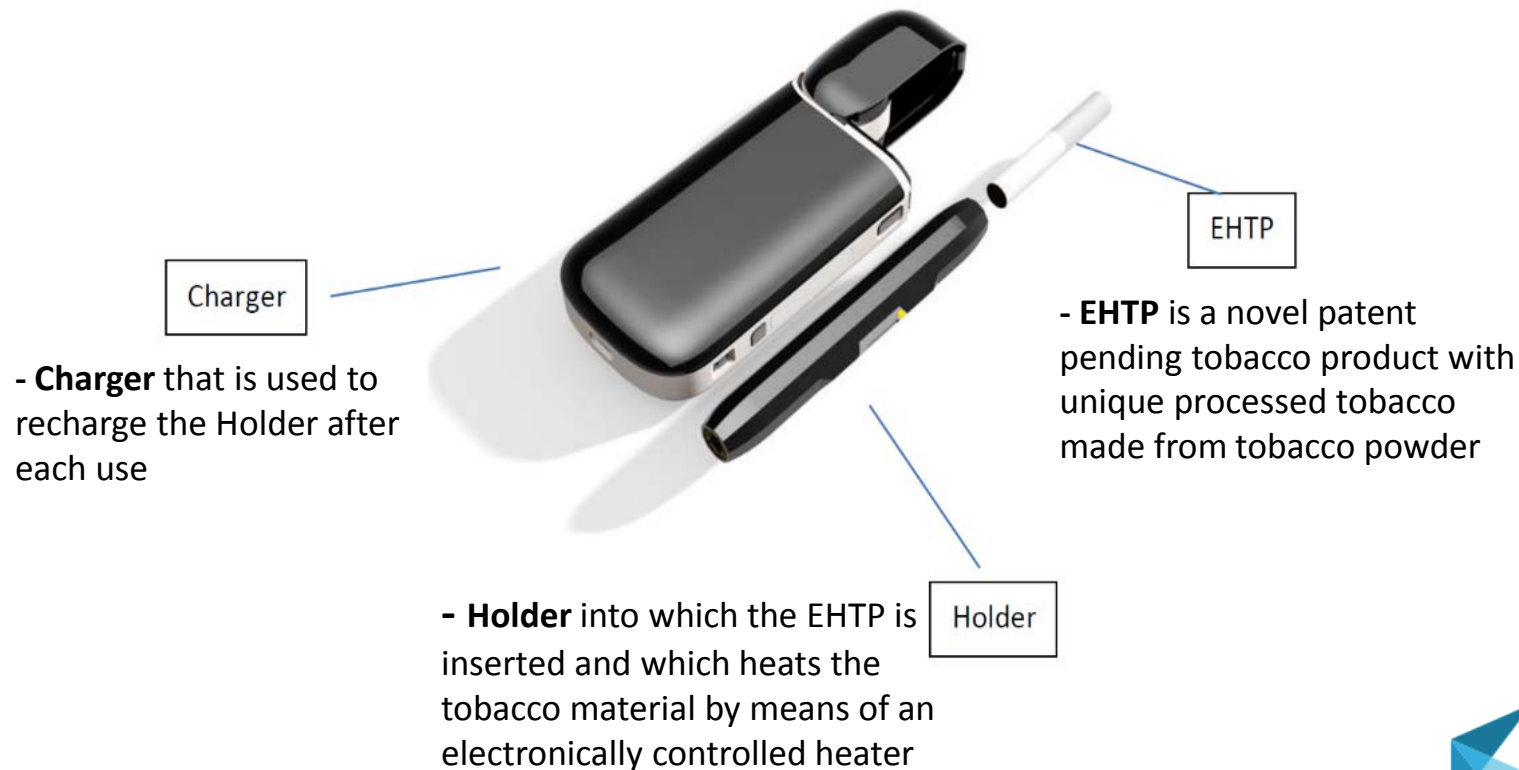 Charger
- Charger that is used to
recharge the Holder after
each use
EHTP
- EHTP is a novel patent
pending tobacco product with
unique processed tobacco
made from tobacco powder
- Holder into which the EHTP is
inserted and which heats the
tobacco material by means of an
electronically controlled heater
Holder